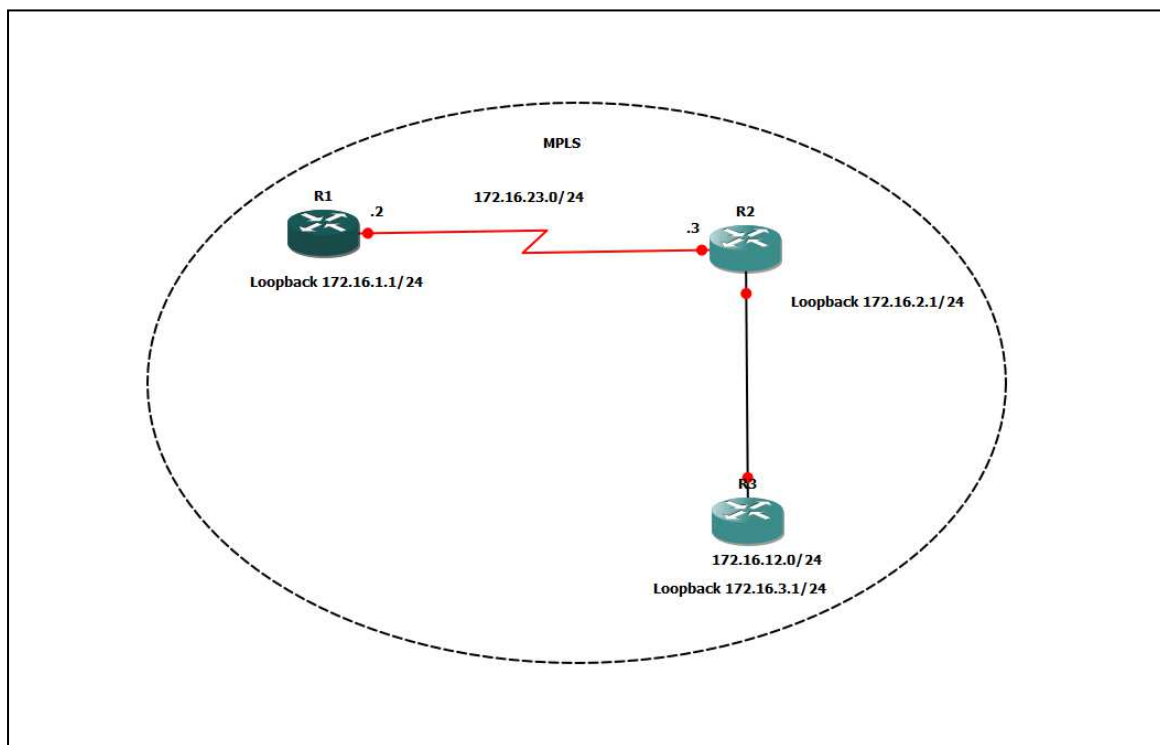 MPLS
172.16.23.0/24
R1
.2
R2
.3
Loopback 172.16.1.1/24
Loopback 172.16.2.1/24
R3
172.16.12.0/24
Loopback 172.16.3.1/24